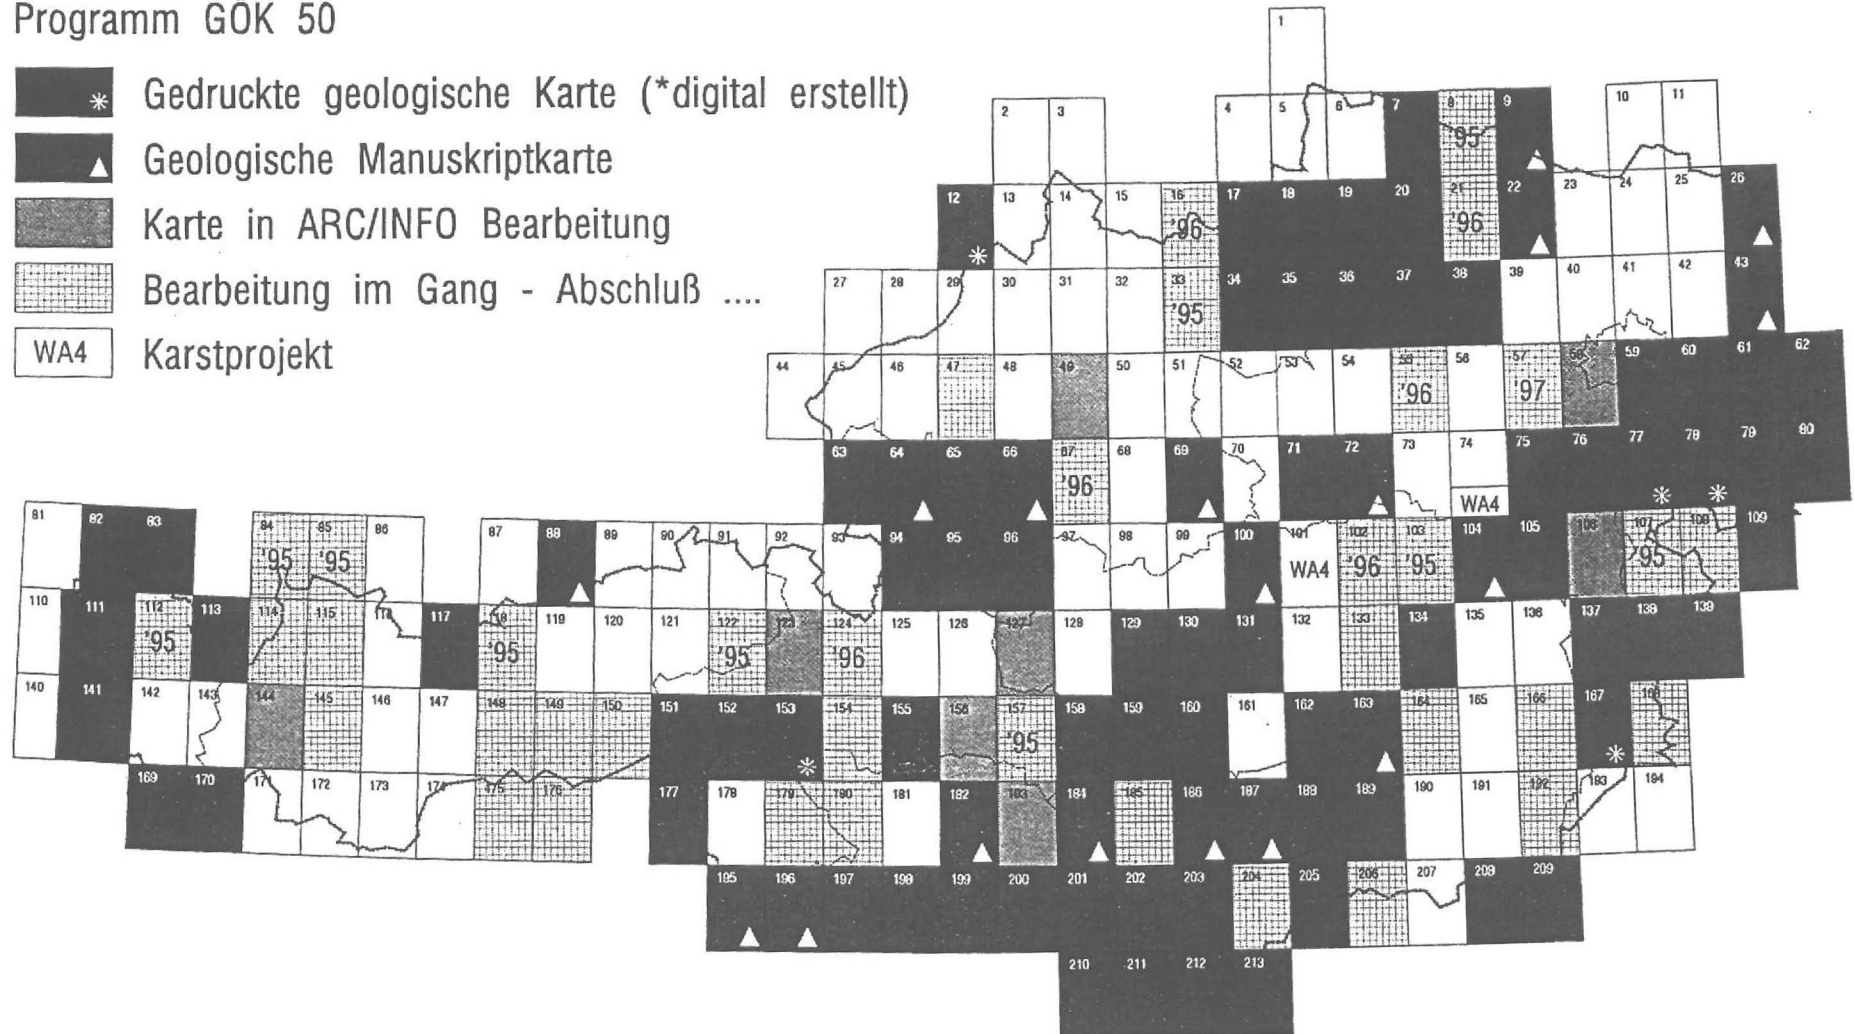 Programm GÖK 50
* Gedruckte geologische Karte (*digital erstellt)
Geologische Manuskriptkarte
Karte in ARC/INFO Bearbeitung
Bearbeitung im Gang - Abschluß ....
WA4 Karstprojekt
1
2 3 4 5 6 7 8 9 10 11
'95
12 13 14 15 16 17 18 19 20 21 22 23 24 25 26
* '96 '96
27 28 29 30 31 32 33 34 35 36 37 38 39 40 41 42 43
'95
44 45 46 47 48 49 50 51 52 53 54 55 56 57 58 59 60 61 62
'96 '97
63 64 65 66 67 68 69 70 71 72 73 74 75 76 77 78 79 80
'96 WA4 * *
81 82 83 84 85 86 87 88 89 90 91 92 93 94 95 96 97 98 99 100 101 102 103 104 105 106 107 108 109
'95 '95 WA4 '96 '95 '95
110 111 112 113 114 115 116 117 118 119 120 121 122 123 124 125 126 127 128 129 130 131 132 133 134 135 136 137 138 139
'95 '95 '95 '96
140 141 142 143 144 145 146 147 148 149 150 151 152 153 154 155 156 157 158 159 160 161 162 163 164 165 166 167 168
* '95 *
169 170 171 172 173 174 175 176 177 178 179 180 181 182 183 184 185 186 187 188 189 190 191 192 193 194
195 196 197 198 199 200 201 202 203 204 205 206 207 208 209
210 211 212 213